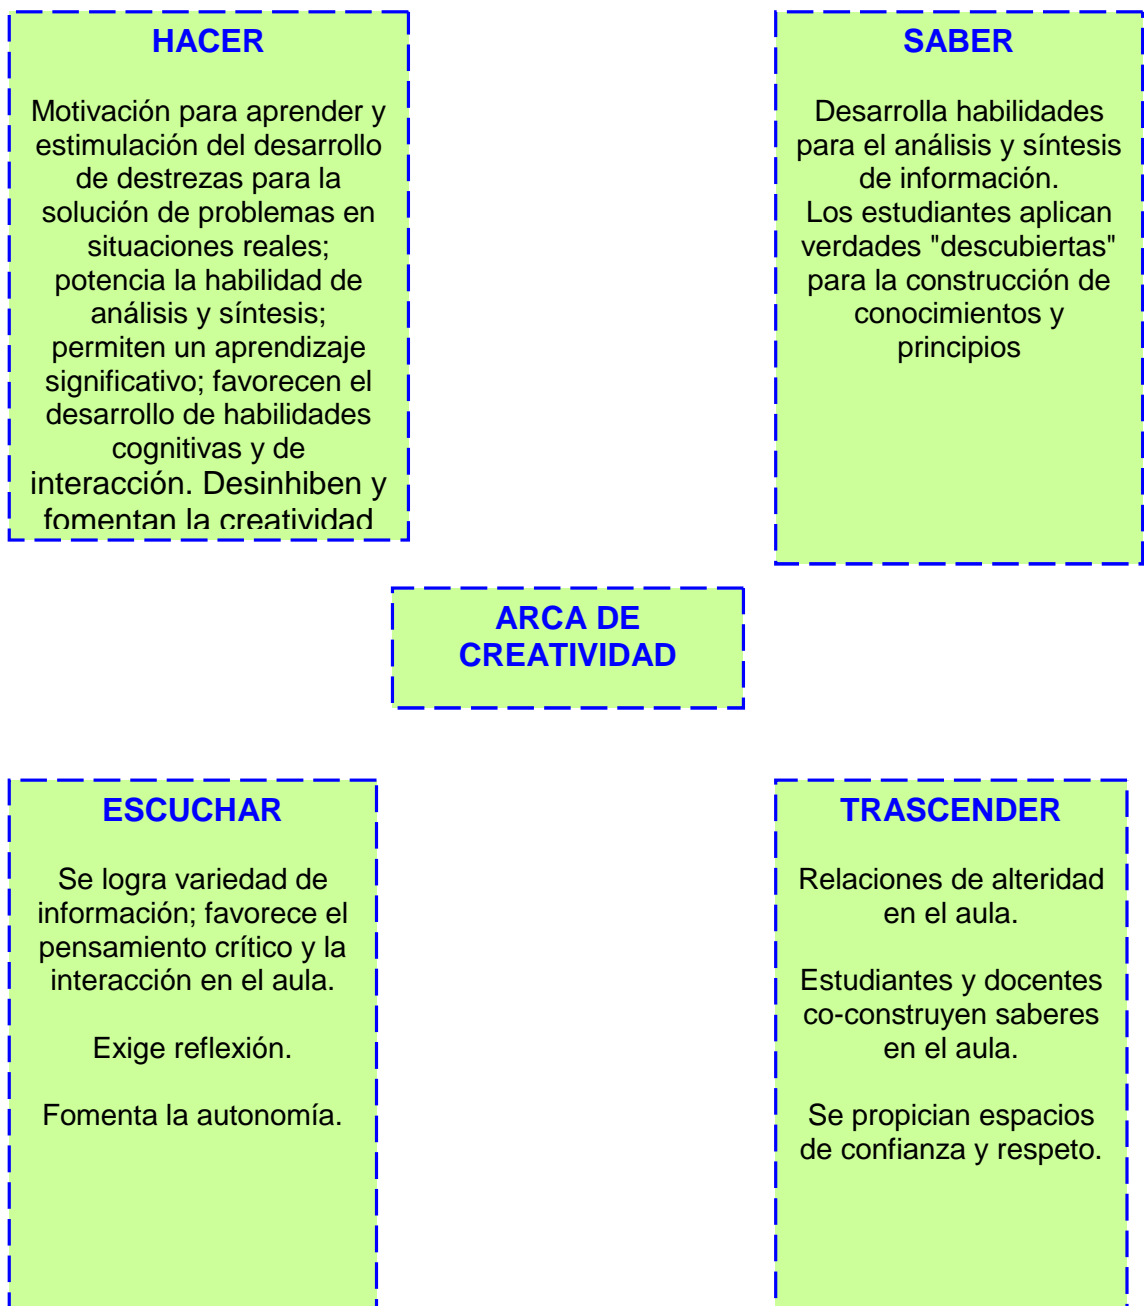 HACER
Motivación para aprender y
estimulación del desarrollo
de destrezas para la
solución de problemas en
situaciones reales;
potencia la habilidad de
análisis y síntesis;
permiten un aprendizaje
significativo; favorecen el
desarrollo de habilidades
cognitivas y de
interacción. Desinhiben y
fomentan la creatividad
SABER
Desarrolla habilidades
para el análisis y síntesis
de información.
Los estudiantes aplican
verdades "descubiertas"
para la construcción de
conocimientos y
principios
ARCA DE
CREATIVIDAD
ESCUCHAR
Se logra variedad de
información; favorece el
pensamiento crítico y la
interacción en el aula.
Exige reflexión.
Fomenta la autonomía.
TRASCENDER
Relaciones de alteridad
en el aula.
Estudiantes y docentes
co-construyen saberes
en el aula.
Se propician espacios
de confianza y respeto.